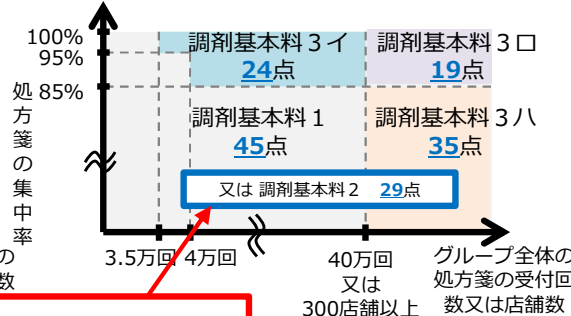 100%
95%
85%
処方箋の集中率
調剤基本料３イ
24点
調剤基本料３ロ
19点
調剤基本料１
45点
調剤基本料３ハ
35点
又は 調剤基本料２ 29点
の
数
3.5万回
4万回
40万回
又は
300店舗以上
グループ全体の
処方箋の受付回
数又は店舗数